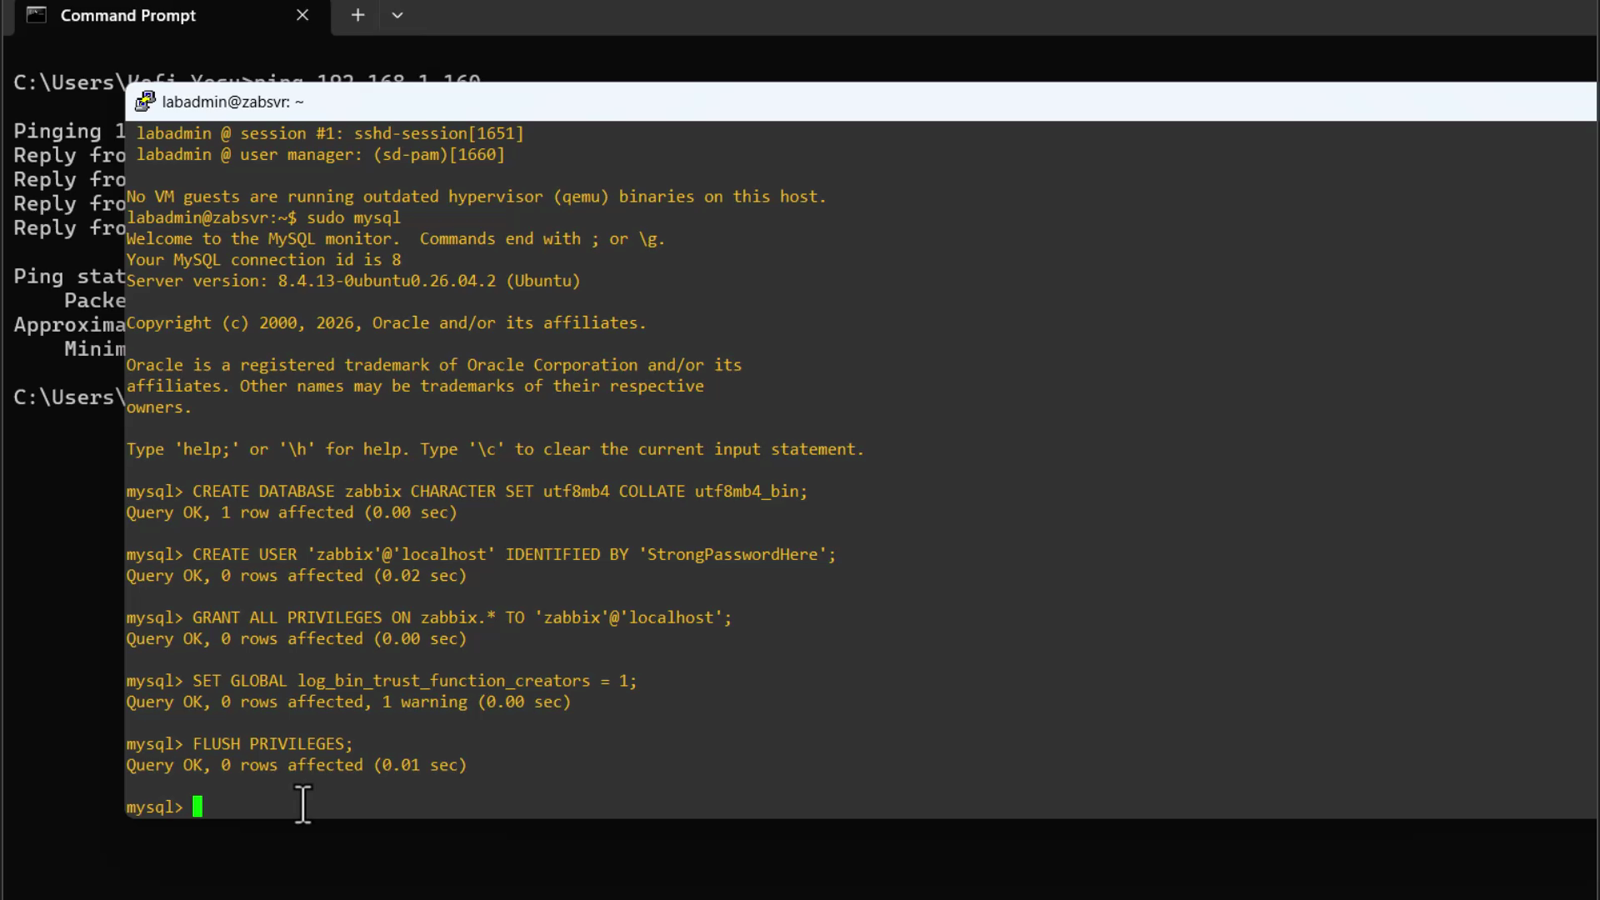 Command Prompt
C:\Users\Kofi Yesu>ping 192.168.1.160
Pinging 1
Reply fro
Reply fro
Reply fro
Reply fro
Ping stat
Packe
Approxima
Minim
C:\Users\
labadmin@zabsvr: ~
labadmin @ session #1: sshd-session[1651]
labadmin @ user manager: (sd-pam)[1660]
No VM guests are running outdated hypervisor (qemu) binaries on this host.
labadmin@zabsvr:~$ sudo mysql
Welcome to the MySQL monitor.  Commands end with ; or \g.
Your MySQL connection id is 8
Server version: 8.4.13-0ubuntu0.26.04.2 (Ubuntu)
Copyright (c) 2000, 2026, Oracle and/or its affiliates.
Oracle is a registered trademark of Oracle Corporation and/or its
affiliates. Other names may be trademarks of their respective
owners.
Type 'help;' or '\h' for help. Type '\c' to clear the current input statement.
mysql> CREATE DATABASE zabbix CHARACTER SET utf8mb4 COLLATE utf8mb4_bin;
Query OK, 1 row affected (0.00 sec)
mysql> CREATE USER 'zabbix'@'localhost' IDENTIFIED BY 'StrongPasswordHere';
Query OK, 0 rows affected (0.02 sec)
mysql> GRANT ALL PRIVILEGES ON zabbix.* TO 'zabbix'@'localhost';
Query OK, 0 rows affected (0.00 sec)
mysql> SET GLOBAL log_bin_trust_function_creators = 1;
Query OK, 0 rows affected, 1 warning (0.00 sec)
mysql> FLUSH PRIVILEGES;
Query OK, 0 rows affected (0.01 sec)
mysql>